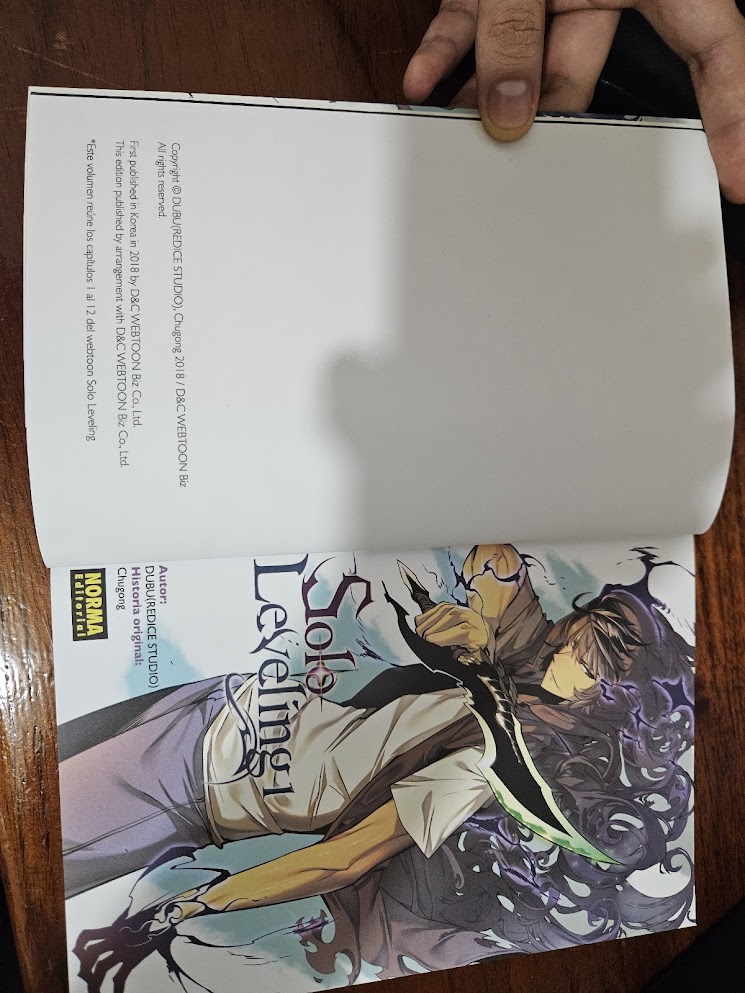 Copyright © DUBU(REDICE STUDIO), Chugong 2018 / D&C WEBTOON Biz
All rights reserved.
First published in Korea in 2018 by D&C WEBTOON Biz Co., Ltd.
This edition published by arrangement with D&C WEBTOON Biz Co., Ltd.
*Este volumen reúne los capítulos 1 al 12 del webtoon Solo Leveling
Solo
Leveling 1
Autor:
DUBU(REDICE STUDIO)
Historia original:
Chugong
NORMA
Editorial